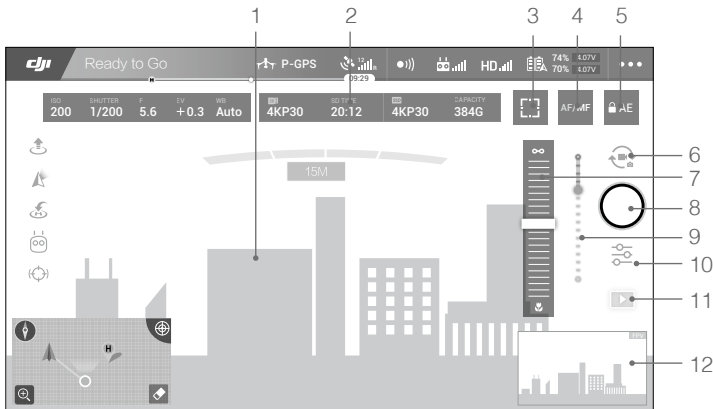 1 2 3 4 5
dji Ready to Go P-GPS 12 HD A 74% 4.07V 70% 4.07V
H 09:29
ISO SHUTTER F EV WB
200 1/200 5.6 +0.3 Auto
SD TIME CAPACITY
4KP30 20:12 4KP30 384G
AF/MF AE
15M
6
7
8
9
10
11
12
H
FPV